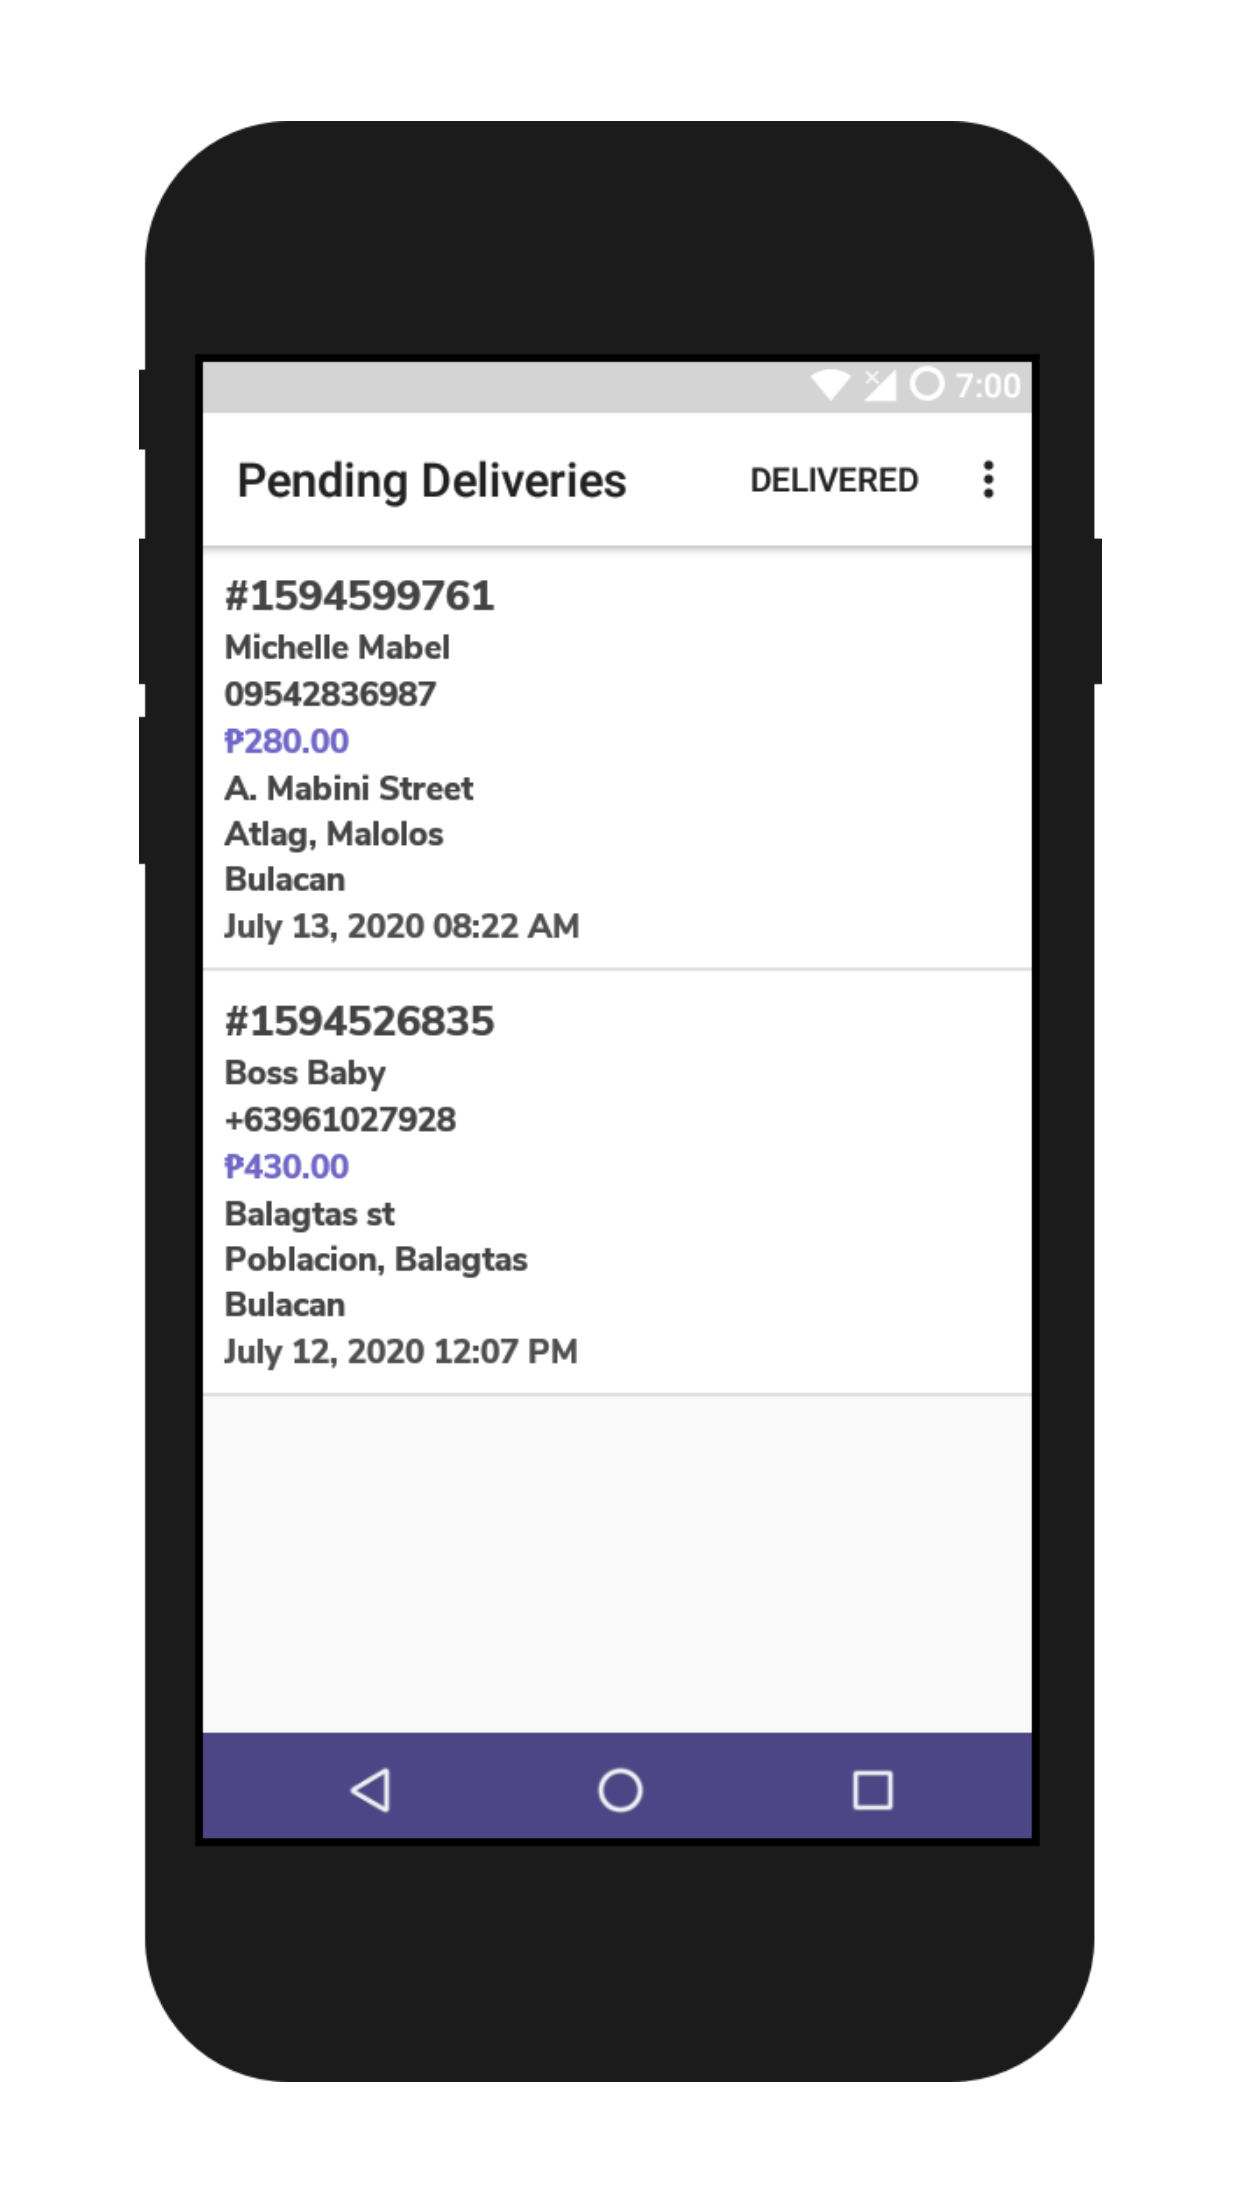 7:00
Pending Deliveries DELIVERED
#1594599761
Michelle Mabel
09542836987
₱280.00
A. Mabini Street
Atlag, Malolos
Bulacan
July 13, 2020 08:22 AM
#1594526835
Boss Baby
+63961027928
₱430.00
Balagtas st
Poblacion, Balagtas
Bulacan
July 12, 2020 12:07 PM